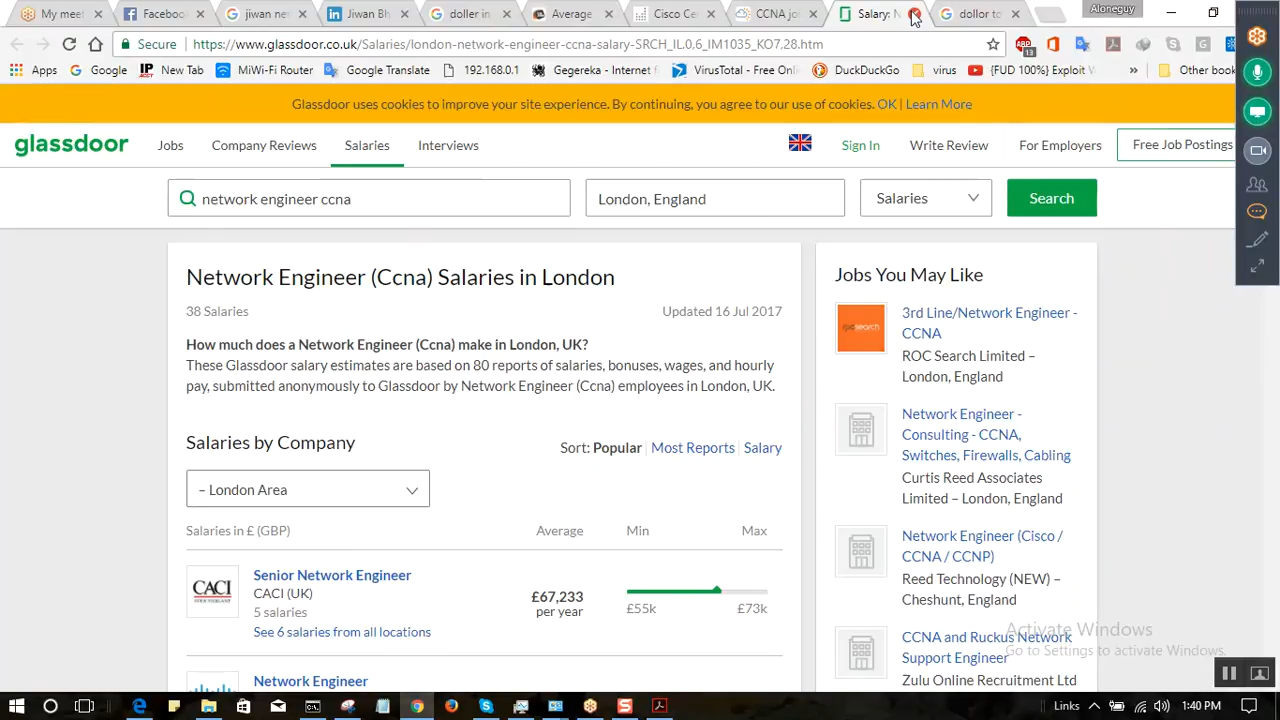 My meet
Facebook
jiwan ner
Jiwan Bh
doller in
Average
Cisco Ce
CCNA jo
Salary: N
dollor to
Aloneguy
Secure
https://www.glassdoor.co.uk/Salaries/london-network-engineer-ccna-salary-SRCH_IL.0,6_IM1035_KO7,28.htm
13
Apps
Google
IP
ACCT
New Tab
MiWi-Fi Router
Google Translate
192.168.0.1
Gegereka - Internet f
VirusTotal - Free Onl
DuckDuckGo
virus
{FUD 100%} Exploit W
»
Other book
Glassdoor uses cookies to improve your site experience. By continuing, you agree to our use of cookies. OK | Learn More
glassdoor
Jobs
Company Reviews
Salaries
Interviews
Sign In
Write Review
For Employers
Free Job Postings
network engineer ccna
London, England
Salaries
Search
Network Engineer (Ccna) Salaries in London
38 Salaries
Updated 16 Jul 2017
How much does a Network Engineer (Ccna) make in London, UK?
These Glassdoor salary estimates are based on 80 reports of salaries, bonuses, wages, and hourly
pay, submitted anonymously to Glassdoor by Network Engineer (Ccna) employees in London, UK.
Salaries by Company
Sort: Popular | Most Reports | Salary
– London Area
Salaries in £ (GBP)
Average
Min
Max
CACI
Senior Network Engineer
CACI (UK)
5 salaries
See 6 salaries from all locations
£67,233
per year
£55k
£73k
Network Engineer
Jobs You May Like
3rd Line/Network Engineer -
CCNA
ROC Search Limited –
London, England
Network Engineer -
Consulting - CCNA,
Switches, Firewalls, Cabling
Curtis Reed Associates
Limited – London, England
Network Engineer (Cisco /
CCNA / CCNP)
Reed Technology (NEW) –
Cheshunt, England
CCNA and Ruckus Network
Support Engineer
Zulu Online Recruitment Ltd
Activate Windows
Go to Settings to activate Windows.
Links
»
1:40 PM